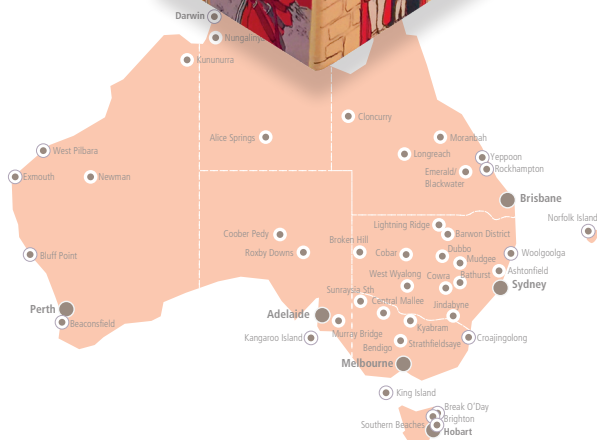 Darwin
Nungalinya
Kununurra
Cloncurry
Alice Springs
Moranbah
West Pilbara
Longreach
Yeppoon
Rockhampton
Emerald/
Blackwater
Exmouth
Newman
Brisbane
Norfolk Island
Lightning Ridge
Barwon District
Coober Pedy
Broken Hill
Roxby Downs
Cobar
Dubbo
Mudgee
Woolgoolga
Bluff Point
West Wyalong
Cowra
Bathurst
Ashtonfield
Sydney
Sunraysia Sth
Central Mallee
Jindabyne
Perth
Beaconsfield
Adelaide
Murray Bridge
Kyabram
Kangaroo Island
Bendigo
Strathfieldsaye
Croajingolong
Melbourne
King Island
Break O'Day
Brighton
Southern Beaches
Hobart